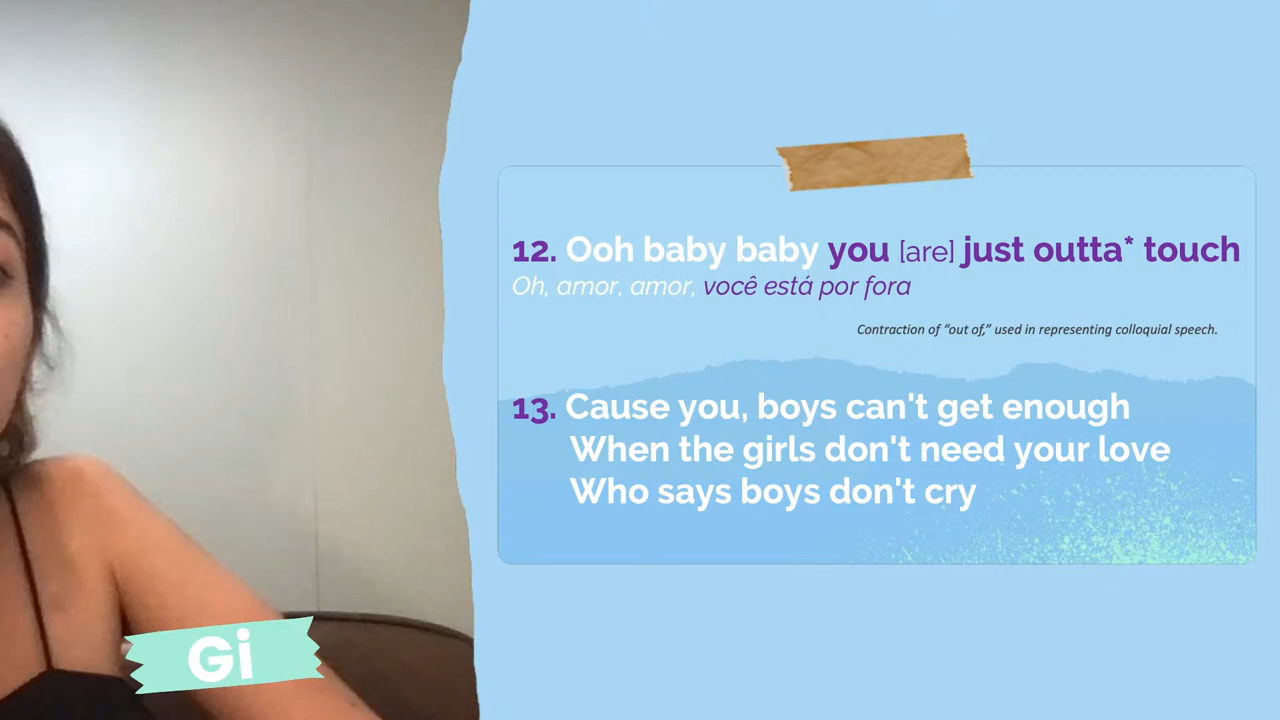 12. Ooh baby baby you [are] just outta* touch
Oh, amor, amor, você está por fora
Contraction of “out of,” used in representing colloquial speech.
13. Cause you, boys can't get enough
When the girls don't need your love
Who says boys don't cry
Gi